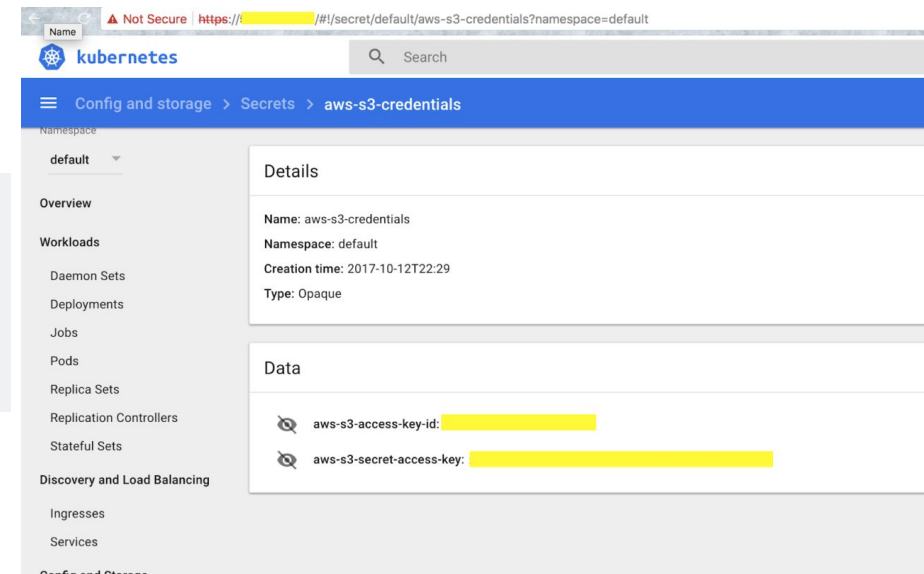 Not Secure https:// /#!/secret/default/aws-s3-credentials?namespace=default
Name
kubernetes
Search
Config and storage > Secrets > aws-s3-credentials
Namespace
default
Overview
Workloads
Daemon Sets
Deployments
Jobs
Pods
Replica Sets
Replication Controllers
Stateful Sets
Discovery and Load Balancing
Ingresses
Services
Config and Storage
Details
Name: aws-s3-credentials
Namespace: default
Creation time: 2017-10-12T22:29
Type: Opaque
Data
aws-s3-access-key-id:
aws-s3-secret-access-key: